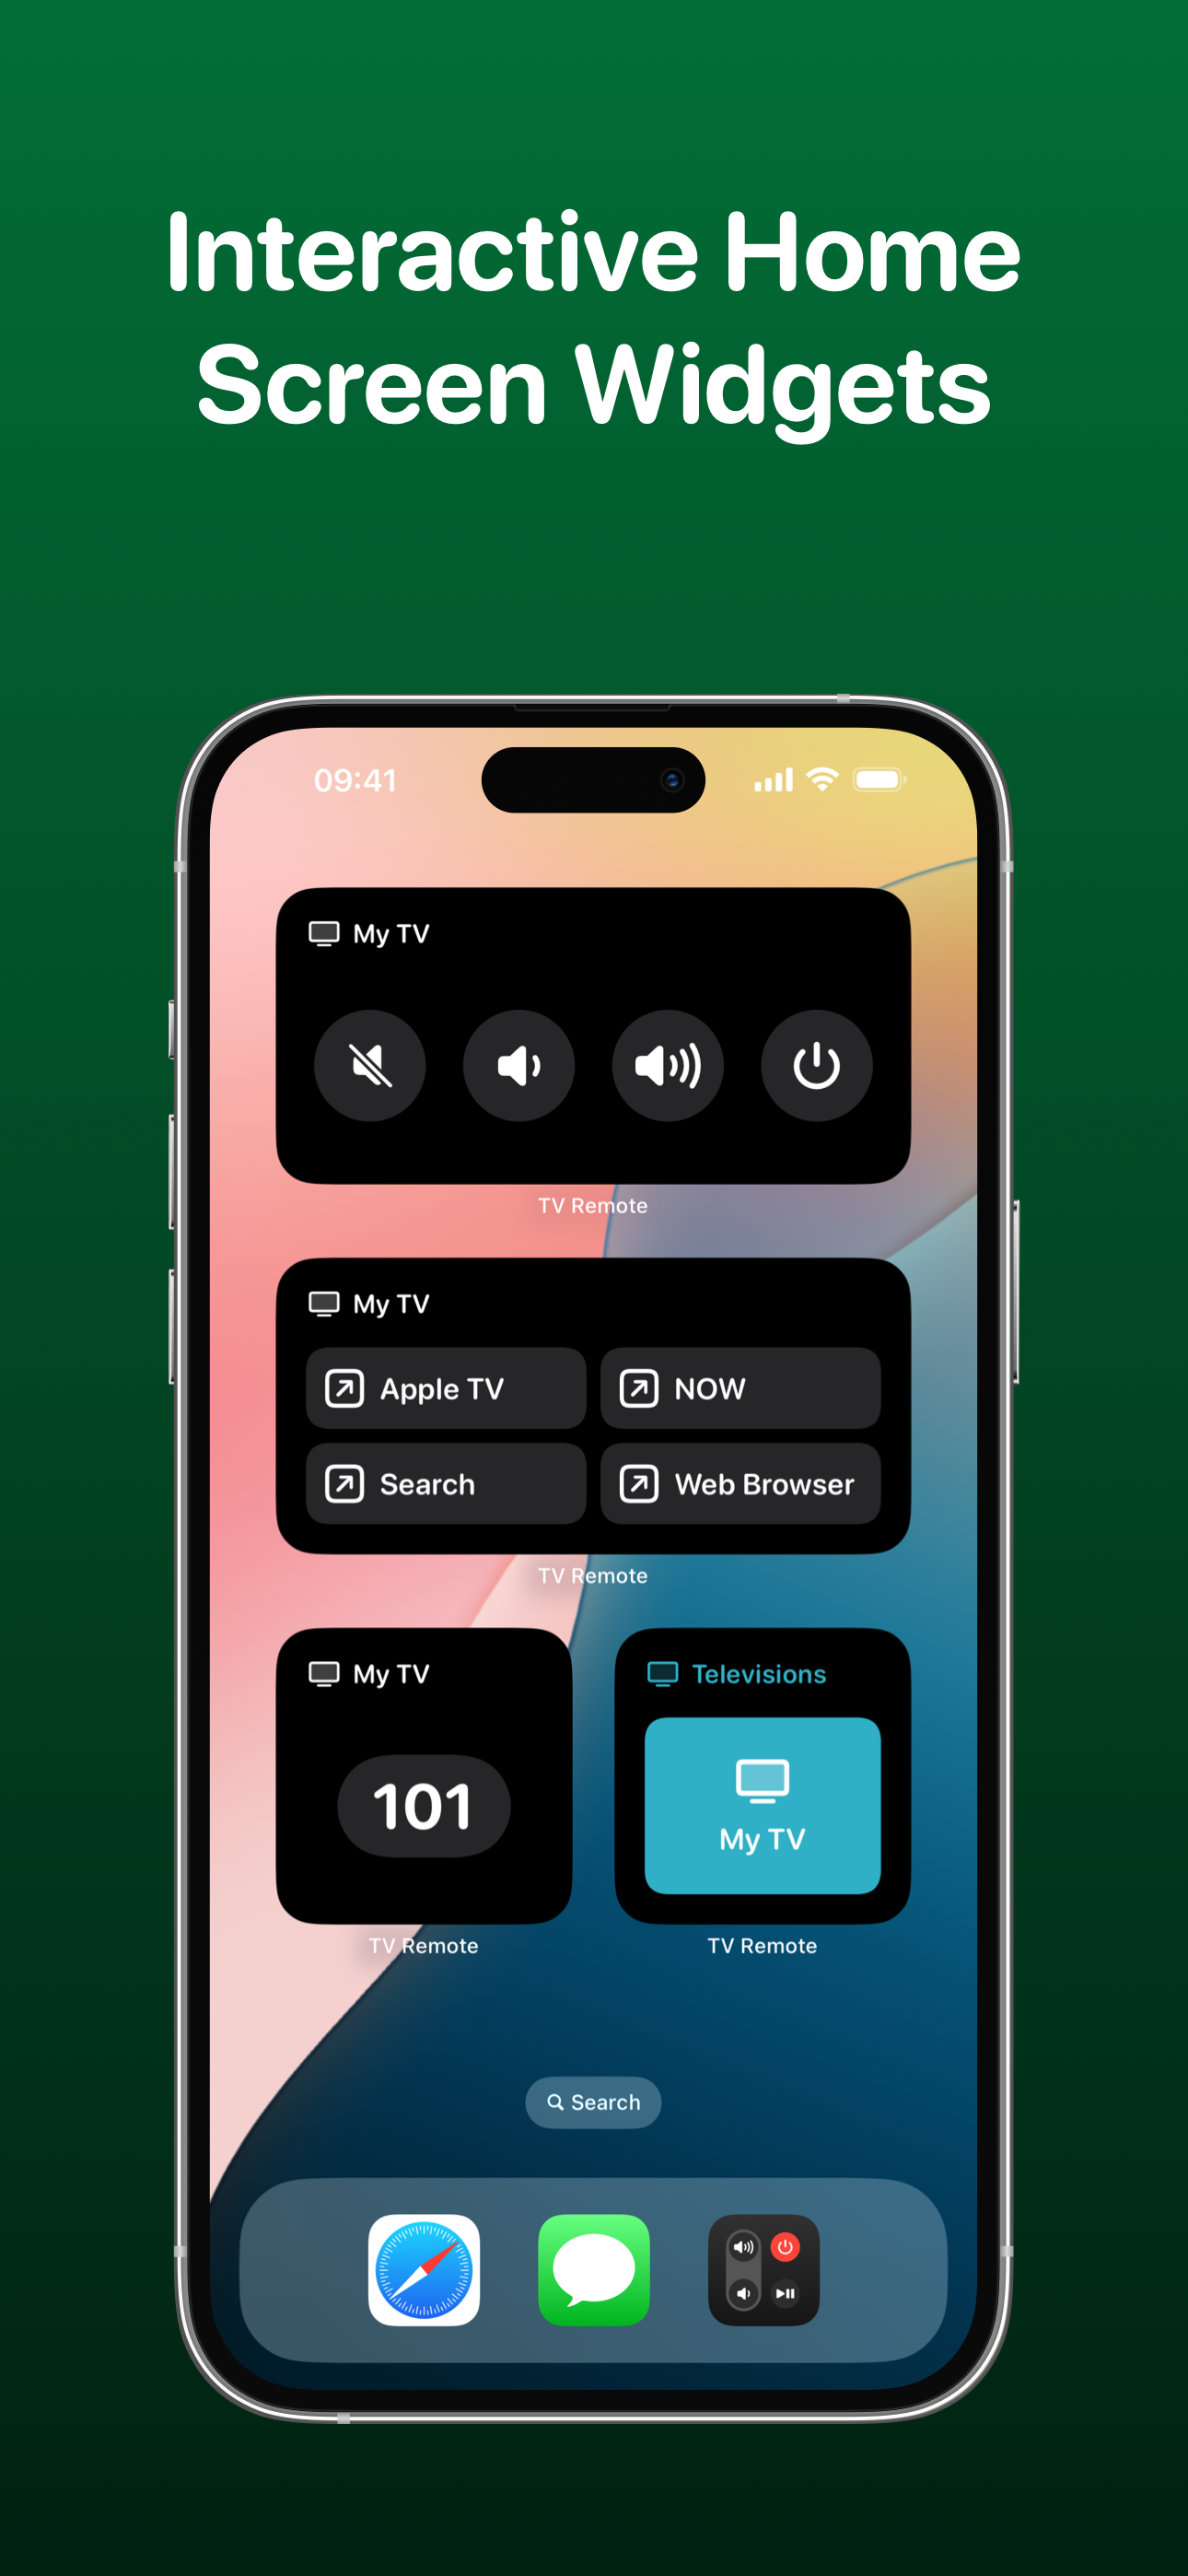 Interactive Home
Screen Widgets
09:41
My TV
TV Remote
My TV
Apple TV
NOW
Search
Web Browser
TV Remote
My TV
Televisions
101
My TV
TV Remote
TV Remote
Search